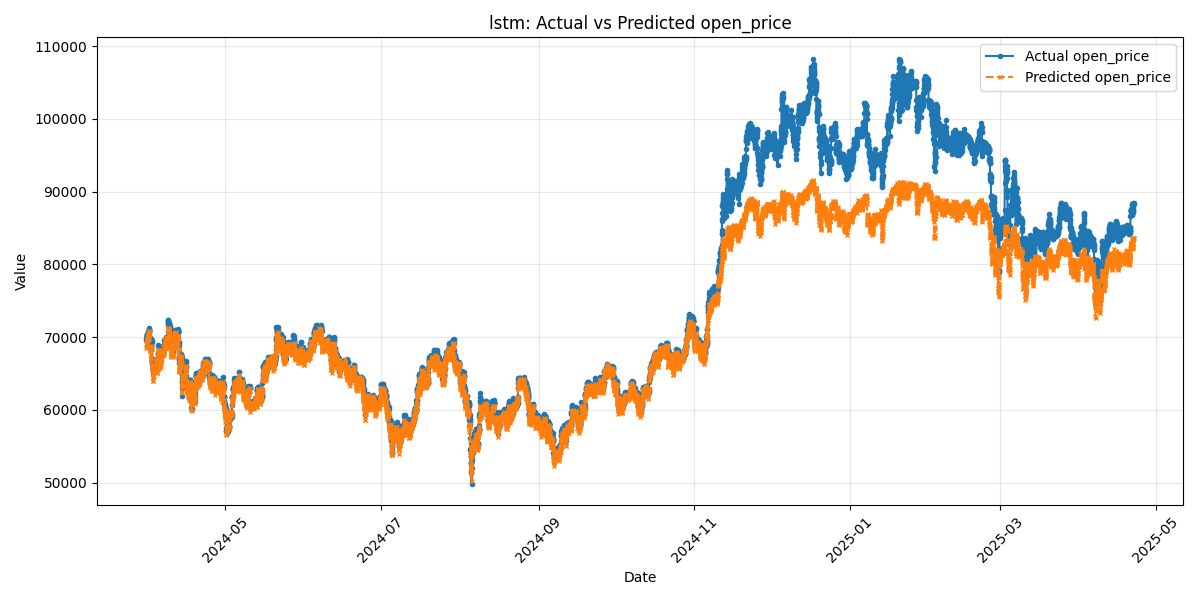 lstm: Actual vs Predicted open_price
Actual open_price
Predicted open_price
Value
110000
100000
90000
80000
70000
60000
50000
2024-05
2024-07
2024-09
2024-11
2025-01
2025-03
2025-05
Date